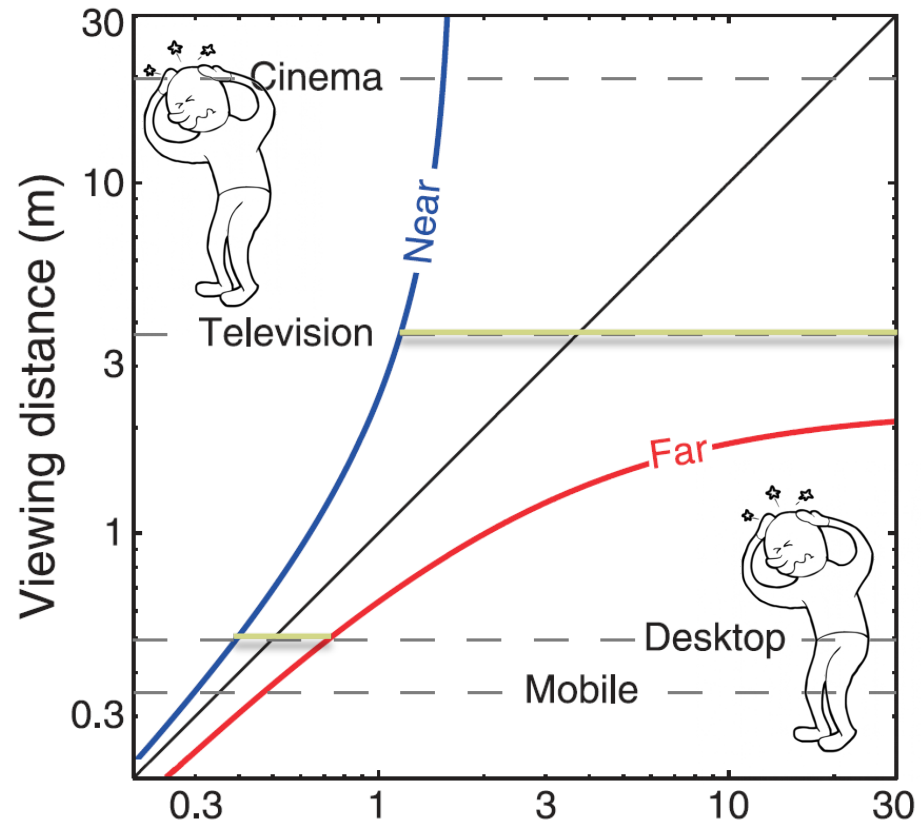 30
Cinema
10
Near
Viewing distance (m)
Television
3
Far
1
Desktop
Mobile
0.3
0.3 1 3 10 30